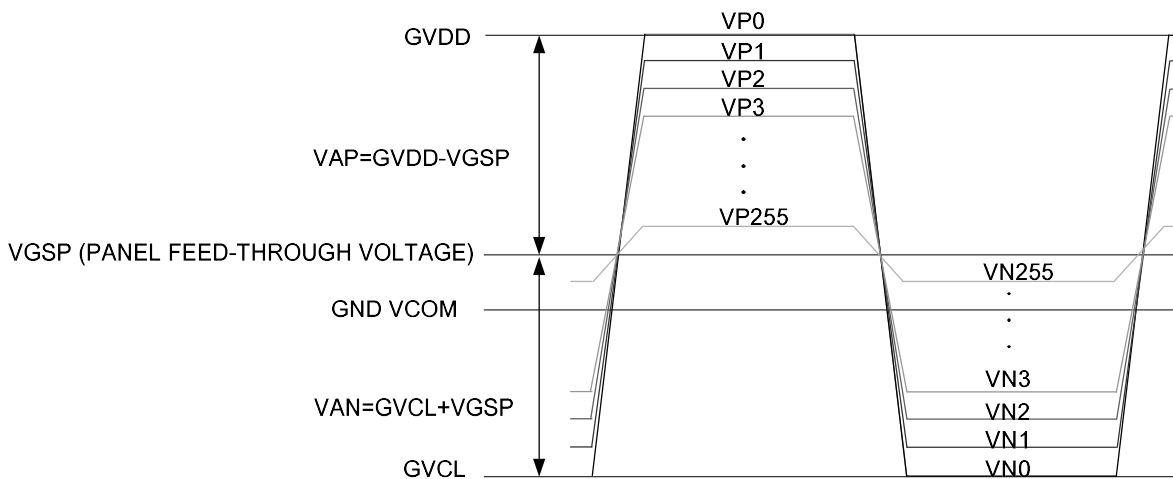 VP0
GVDD
VP1
VP2
VP3
VAP=GVDD-VGSP
VP255
VGSP (PANEL FEED-THROUGH VOLTAGE)
VN255
GND VCOM
VN3
VAN=GVCL+VGSP
VN2
VN1
GVCL
VN0